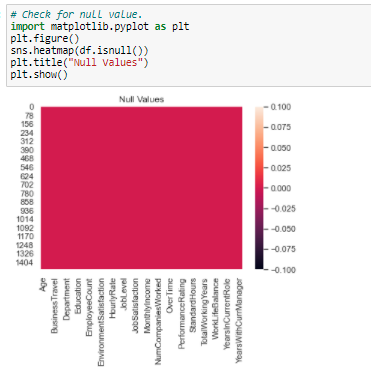 # Check for null value.
import matplotlib.pyplot as plt
plt.figure()
sns.heatmap(df.isnull())
plt.title("Null Values")
plt.show()
Null Values
0
78
156
234
312
390
468
546
624
702
780
858
936
1014
1092
1170
1248
1326
1404
0.100
0.075
0.050
0.025
0.000
-0.025
-0.050
-0.075
-0.100
Age
BusinessTravel
Department
Education
EmployeeCount
EnvironmentSatisfaction
HourlyRate
JobLevel
JobSatisfaction
MonthlyIncome
NumCompaniesWorked
OverTime
PerformanceRating
StandardHours
TotalWorkingYears
WorkLifeBalance
YearsInCurrentRole
YearsWithCurrManager